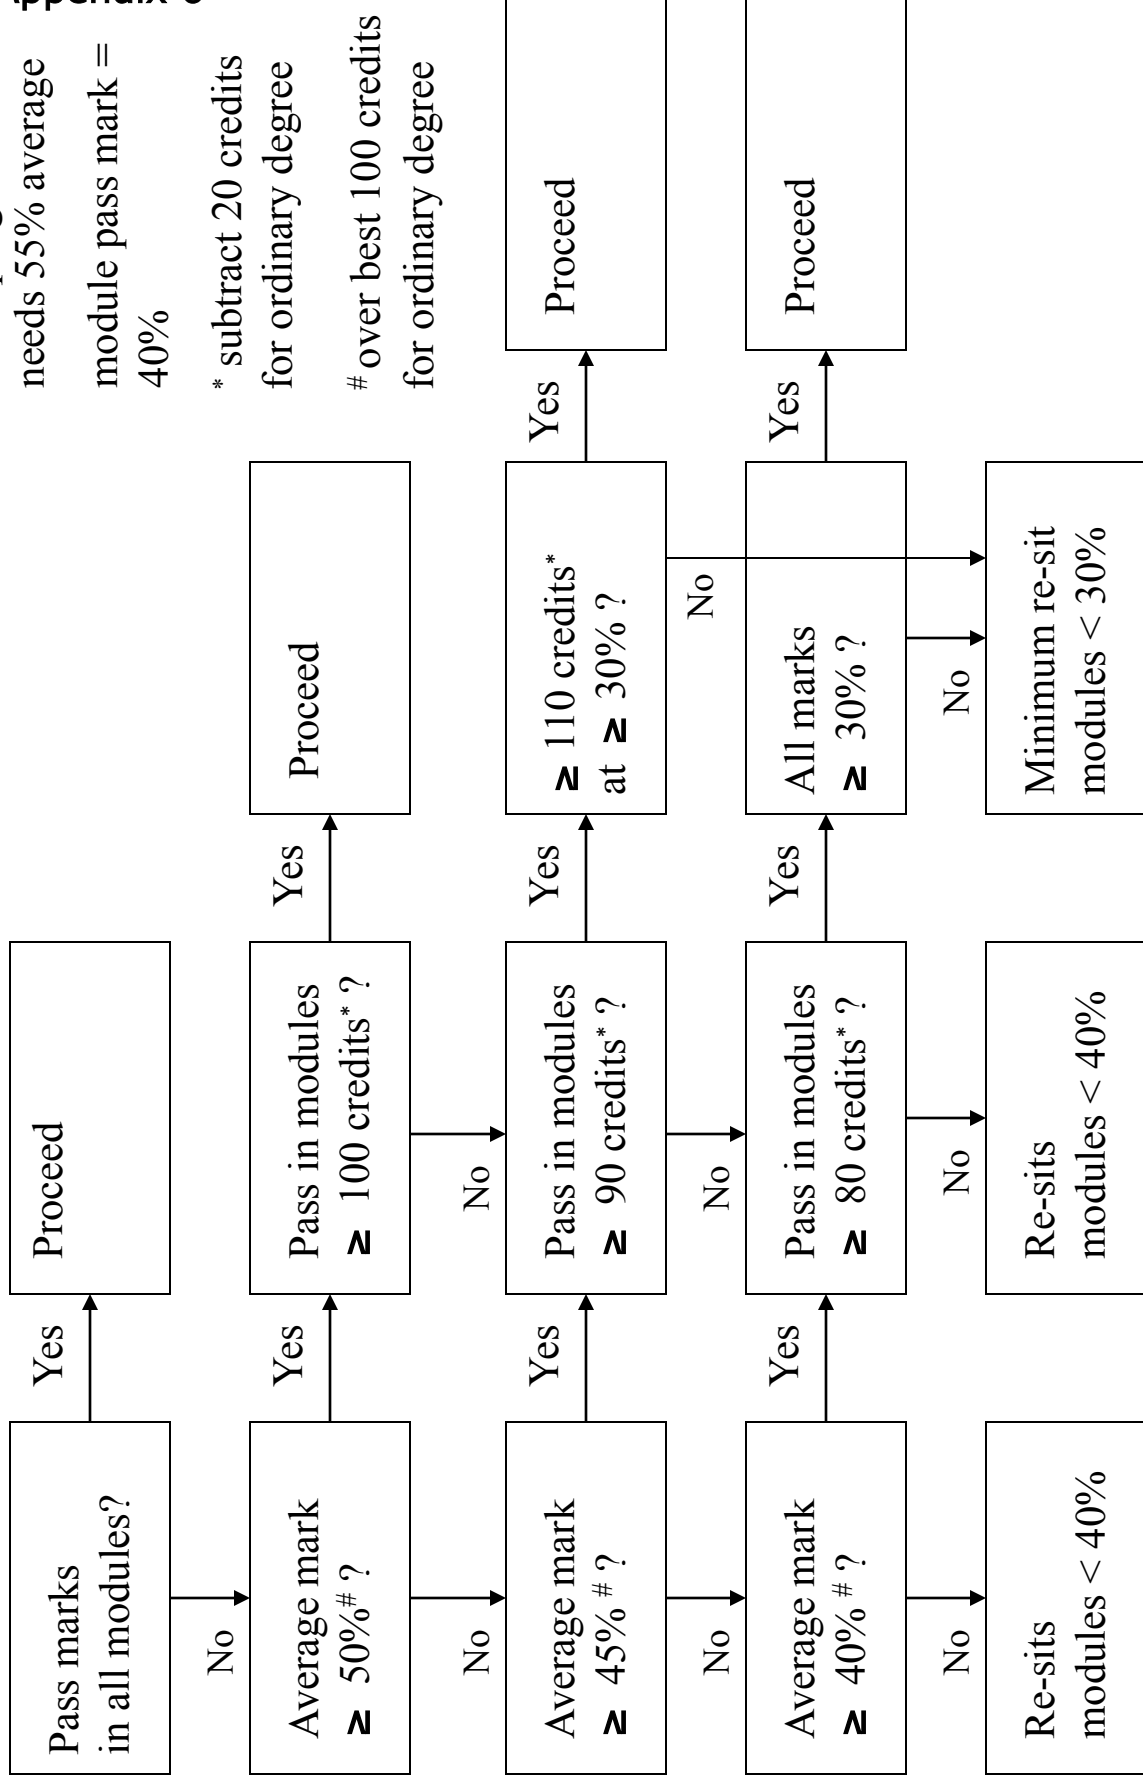 Appendix
Pass marks
in all modules?
Yes
Proceed
needs 55% average
module pass mark =
40%
* subtract 20 credits
for ordinary degree
# over best 100 credits
for ordinary degree
No
Average mark
≥ 50%# ?
Yes
Pass in modules
≥ 100 credits* ?
Yes
Proceed
No
No
Average mark
≥ 45% # ?
Yes
Pass in modules
≥ 90 credits* ?
Yes
≥ 110 credits*
at ≥ 30% ?
Yes
Proceed
No
No
No
Average mark
≥ 40% # ?
Yes
Pass in modules
≥ 80 credits* ?
Yes
All marks
≥ 30% ?
Yes
Proceed
No
No
No
Re-sits
modules < 40%
Re-sits
modules < 40%
Minimum re-sit
modules < 30%